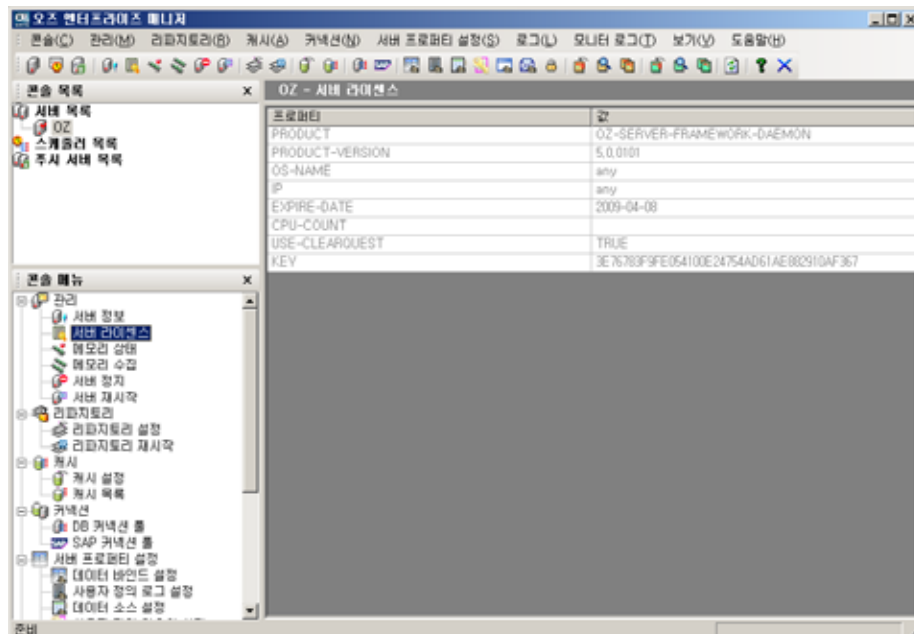 오즈 엔터프라이즈 매니저
콘솔(C) 관리(M) 리파지토리(R) 캐시(A) 커넥션(N) 서버 프로퍼티 설정(S) 로그(L) 모니터 로그(T) 보기(V) 도움말(H)
콘솔 목록
서버 목록
OZ
스케줄러 목록
주시 서버 목록
콘솔 메뉴
관리
서버 정보
서버 라이센스
메모리 상태
메모리 수집
서버 정지
서버 재시작
리파지토리
리파지토리 설정
리파지토리 재시작
캐시
캐시 설정
캐시 목록
커넥션
DB 커넥션 풀
SAP 커넥션 풀
서버 프로퍼티 설정
데이터 바인드 설정
사용자 정의 로그 설정
데이터 소스 설정
OZ - 서버 라이센스
프로퍼티 값
PRODUCT OZ-SERVER-FRAMEWORK-DAEMON
PRODUCT-VERSION 5,0,0101
OS-NAME any
IP any
EXPIRE-DATE 2009-04-08
CPU-COUNT
USE-CLEARQUEST TRUE
KEY 3E76783F9FE054100E24754AD61AE882910AF367
준비